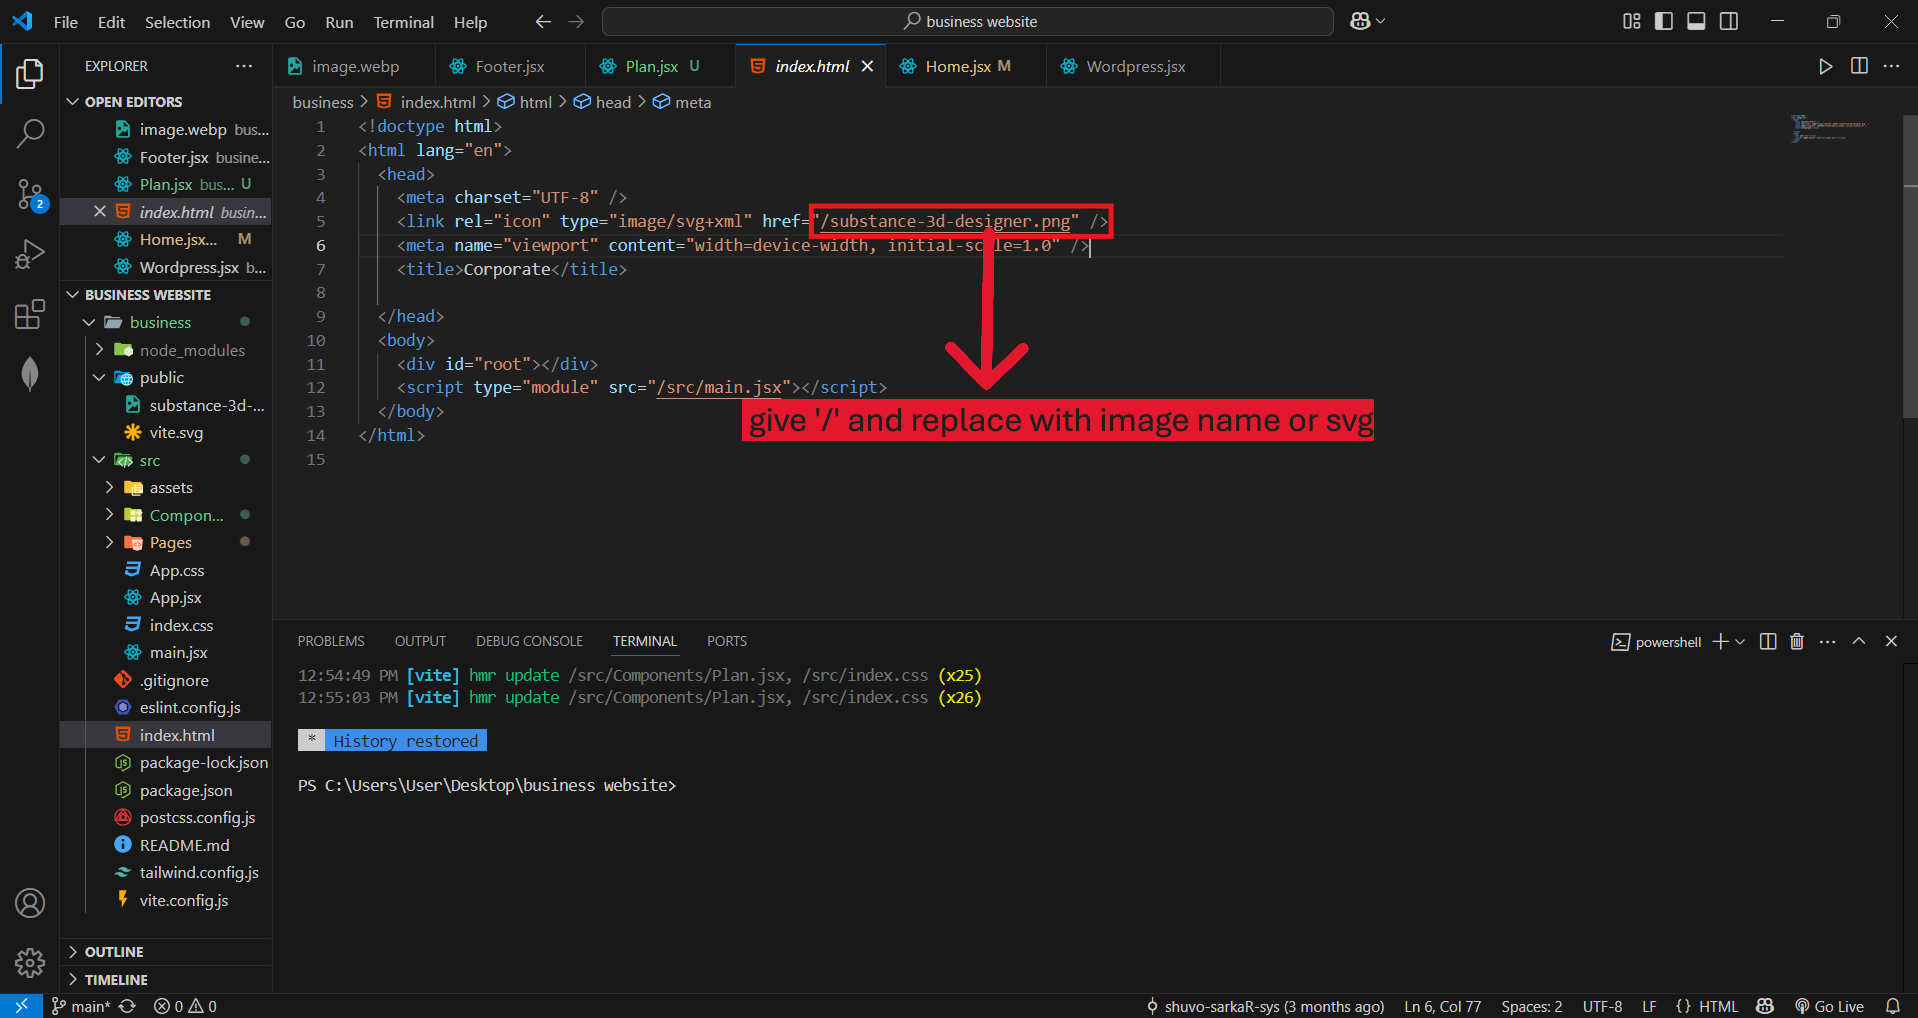 File Edit Selection View Go Run Terminal Help
business website
EXPLORER
OPEN EDITORS
image.webp bus...
Footer.jsx busine...
Plan.jsx bus... U
index.html busin...
Home.jsx... M
Wordpress.jsx b...
BUSINESS WEBSITE
business
node_modules
public
substance-3d-...
vite.svg
src
assets
Compon...
Pages
App.css
App.jsx
index.css
main.jsx
.gitignore
eslint.config.js
index.html
package-lock.json
package.json
postcss.config.js
README.md
tailwind.config.js
vite.config.js
OUTLINE
TIMELINE
image.webp Footer.jsx Plan.jsx U index.html Home.jsx M Wordpress.jsx
business > index.html > html > head > meta
1 <!doctype html>
2 <html lang="en">
3 <head>
4 <meta charset="UTF-8" />
5 <link rel="icon" type="image/svg+xml" href="/substance-3d-designer.png" />
6 <meta name="viewport" content="width=device-width, initial-scale=1.0" />
7 <title>Corporate</title>
8
9 </head>
10 <body>
11 <div id="root"></div>
12 <script type="module" src="/src/main.jsx"></script>
13 </body>
14 </html>
15
give '/' and replace with image name or svg
PROBLEMS OUTPUT DEBUG CONSOLE TERMINAL PORTS
powershell
12:54:49 PM [vite] hmr update /src/Components/Plan.jsx, /src/index.css (x25)
12:55:03 PM [vite] hmr update /src/Components/Plan.jsx, /src/index.css (x26)
* History restored
PS C:\Users\User\Desktop\business website>
2
main* 0 0
shuvo-sarkaR-sys (3 months ago) Ln 6, Col 77 Spaces: 2 UTF-8 LF {} HTML Go Live